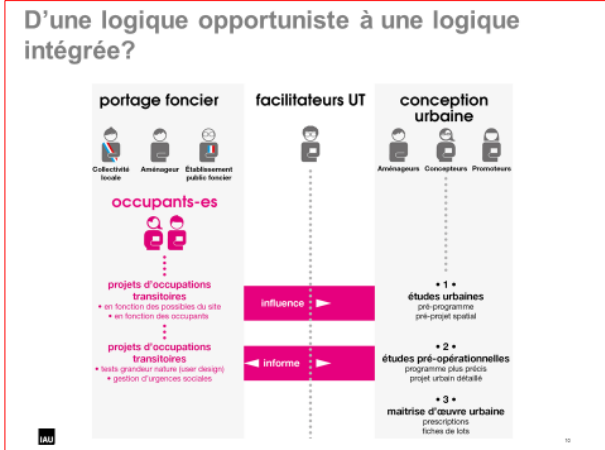 D'une logique opportuniste à une logique
intégrée?
portage foncier
Collectivité
locale
Aménageur
Établissement
public foncier
occupants-es
projets d'occupations
transitoires
• en fonction des possibles du site
• en fonction des occupants
projets d'occupations
transitoires
• tests grandeur nature (user design)
• gestion d'urgences sociales
facilitateurs UT
influence
informe
conception
urbaine
Aménageurs
Concepteurs
Promoteurs
• 1 •
études urbaines
pré-programme
pré-projet spatial
• 2 •
études pré-opérationnelles
programme plus précis
projet urbain détaillé
• 3 •
maitrise d'œuvre urbaine
prescriptions
fiches de lots
IAU